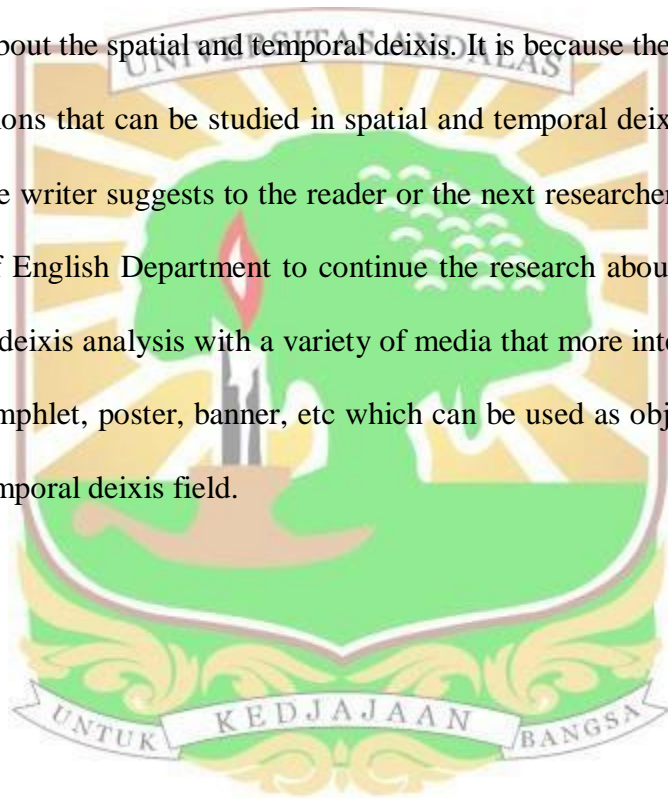 UNIVERSITAS ANDALAS
bout the spatial and temporal deixis. It is because the
ions that can be studied in spatial and temporal deix
e writer suggests to the reader or the next researcher
f English Department to continue the research abou
deixis analysis with a variety of media that more inte
mphlet, poster, banner, etc which can be used as obj
mporal deixis field.
UNTUK KEDJAJAAN BANGSA